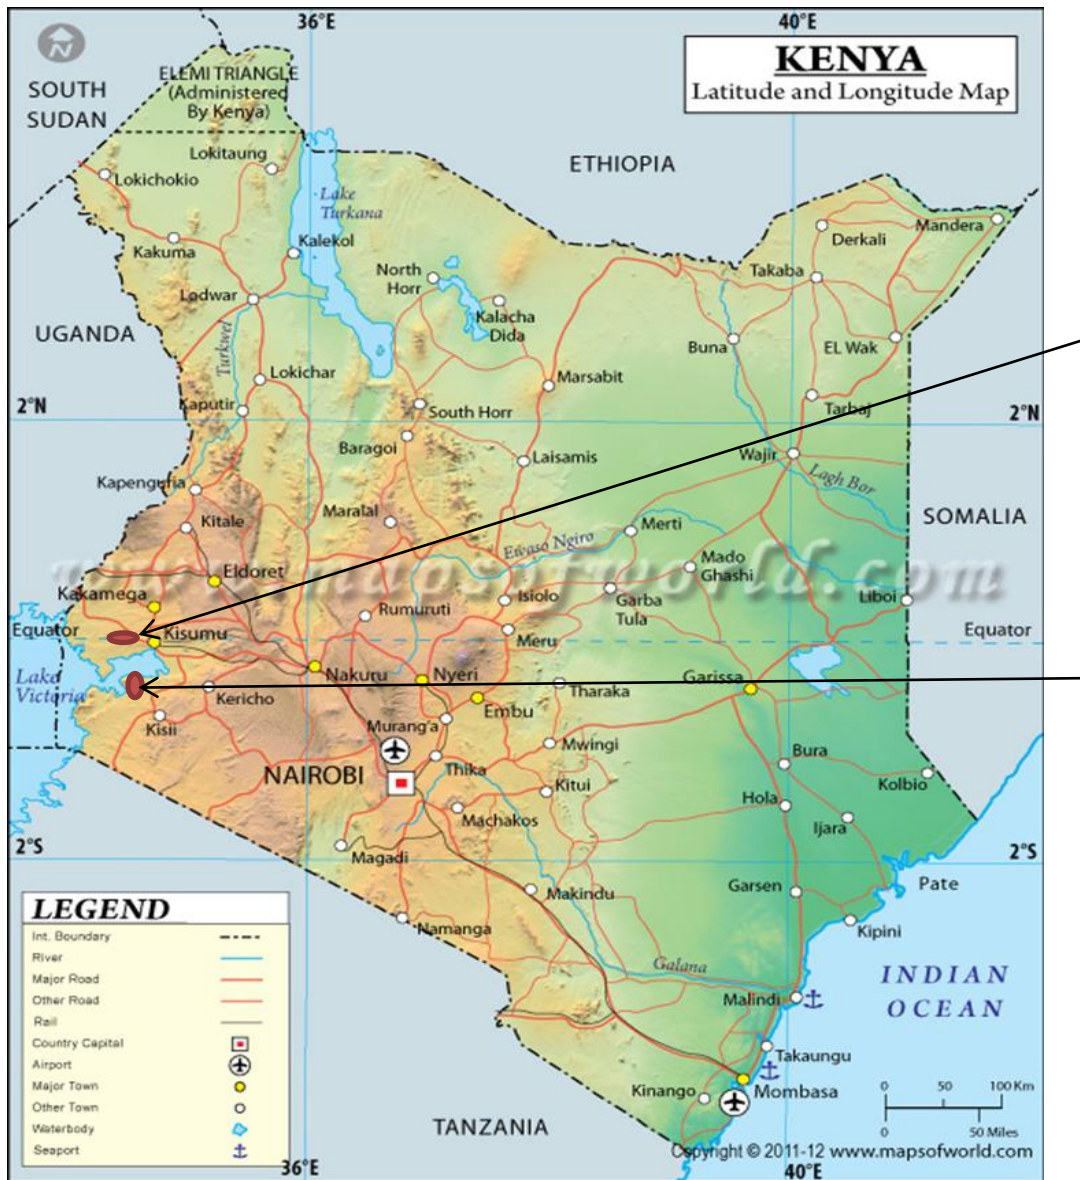 36°E
40°E
KENYA
Latitude and Longitude Map
N
SOUTH
SUDAN
ELEMI TRIANGLE
(Administered
By Kenya)
ETHIOPIA
Lokitaung
Lokichokio
Lake
Turkana
Kakuma
Kalekol
Derkali
Mandera
North
Horr
Takaba
Lodwar
Kalacha
Dida
UGANDA
Turkwel
Buna
EL Wak
Lokichar
Marsabit
2°N
Kaputir
South Horr
Tarbaj
2°N
Baragoi
Laisamis
Wajir
Lagh Bor
Kapenguria
Maralal
Kitale
Merti
SOMALIA
Ewaso Ngiro
Mado
Ghashi
www.mapsofworld.com
Eldoret
Kakamega
Rumuruti
Isiolo
Garba
Tula
Liboi
Equator
Kisumu
Meru
Equator
Lake
Victoria
Nakuru
Nyeri
Tharaka
Garissa
Kericho
Embu
Kisii
Murang'a
Mwingi
Bura
NAIROBI
Thika
Kitui
Kolbio
Hola
Machakos
Ijara
2°S
Magadi
2°S
Makindu
Garsen
Pate
Namanga
Kipini
Galana
INDIAN
OCEAN
Malindi
Takaungu
Kinango
Mombasa
TANZANIA
LEGEND
Int. Boundary
River
Major Road
Other Road
Rail
Country Capital
Airport
Major Town
Other Town
Waterbody
Seaport
0 50 100 Km
0 50 Miles
Copyright © 2011-12 www.mapsofworld.com
36°E
40°E